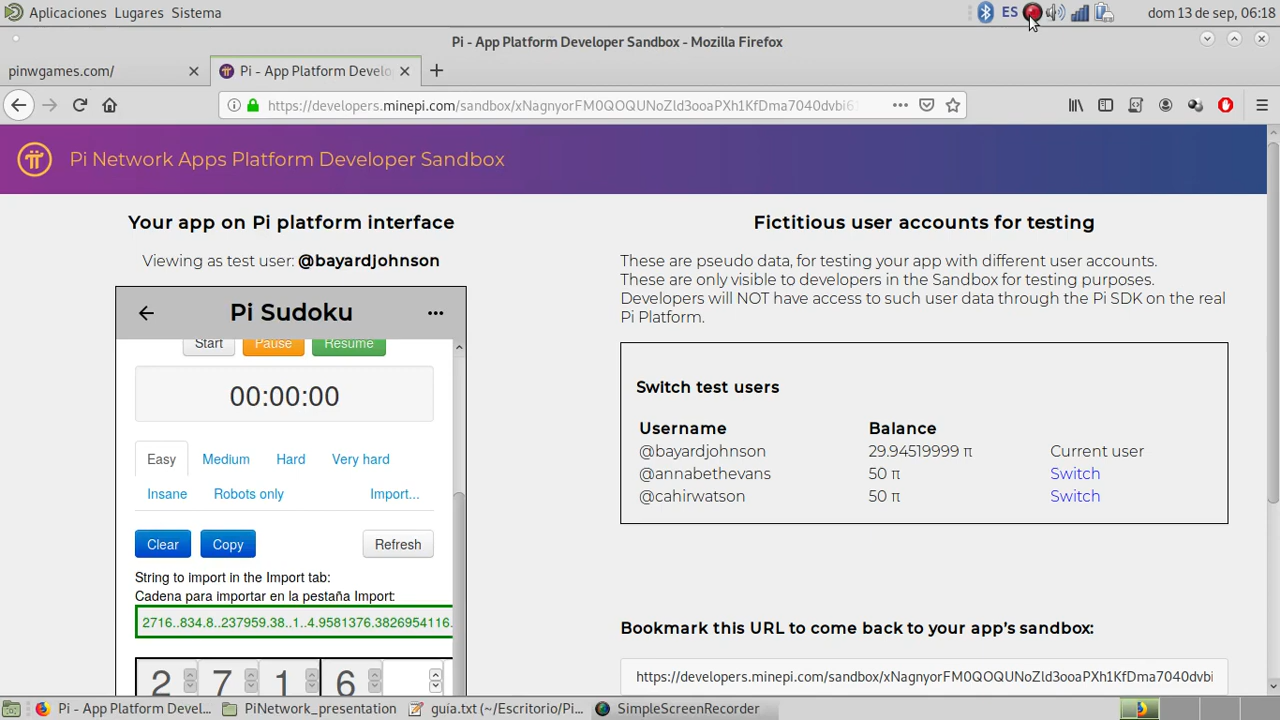 Aplicaciones Lugares Sistema ES dom 13 de sep, 06:18
Pi - App Platform Developer Sandbox - Mozilla Firefox
pinwgames.com/ Pi - App Platform Develo
https://developers.minepi.com/sandbox/xNagnyorFM0QOQUNoZld3ooaPXh1KfDma7040dvbi6
Pi Network Apps Platform Developer Sandbox
Your app on Pi platform interface
Viewing as test user: @bayardjohnson
Pi Sudoku
Start Pause Resume
00:00:00
Easy Medium Hard Very hard
Insane Robots only Import...
Clear Copy Refresh
String to import in the Import tab:
Cadena para importar en la pestaña Import:
2716..834.8..237959.38..1..4.9581376.3826954116.
2 7 1 6
Fictitious user accounts for testing
These are pseudo data, for testing your app with different user accounts.
These are only visible to developers in the Sandbox for testing purposes.
Developers will NOT have access to such user data through the Pi SDK on the real
Pi Platform.
Switch test users
Username Balance
@bayardjohnson 29.94519999 π Current user
@annabethevans 50 π Switch
@cahirwatson 50 π Switch
Bookmark this URL to come back to your app's sandbox:
https://developers.minepi.com/sandbox/xNagnyorFM0QOQUNoZld3ooaPXh1KfDma7040dvbi
Pi - App Platform Devel... PiNetwork_presentation guia.txt (~/Escritorio/Pi... SimpleScreenRecorder